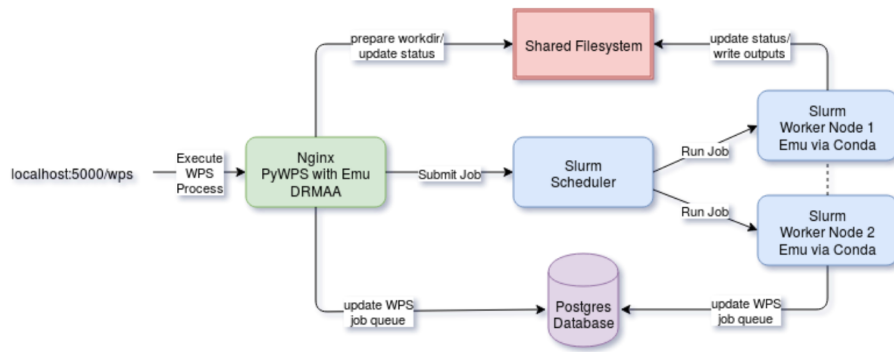 prepare workdir/
update status
Shared Filesystem
update status/
write outputs
Slurm
Worker Node 1
Emu via Conda
localhost:5000/wps
Execute
WPS
Process
Nginx
PyWPS with Emu
DRMAA
Submit Job
Slurm
Scheduler
Run Job
Run Job
Slurm
Worker Node 2
Emu via Conda
update WPS
job queue
Postgres
Database
update WPS
job queue